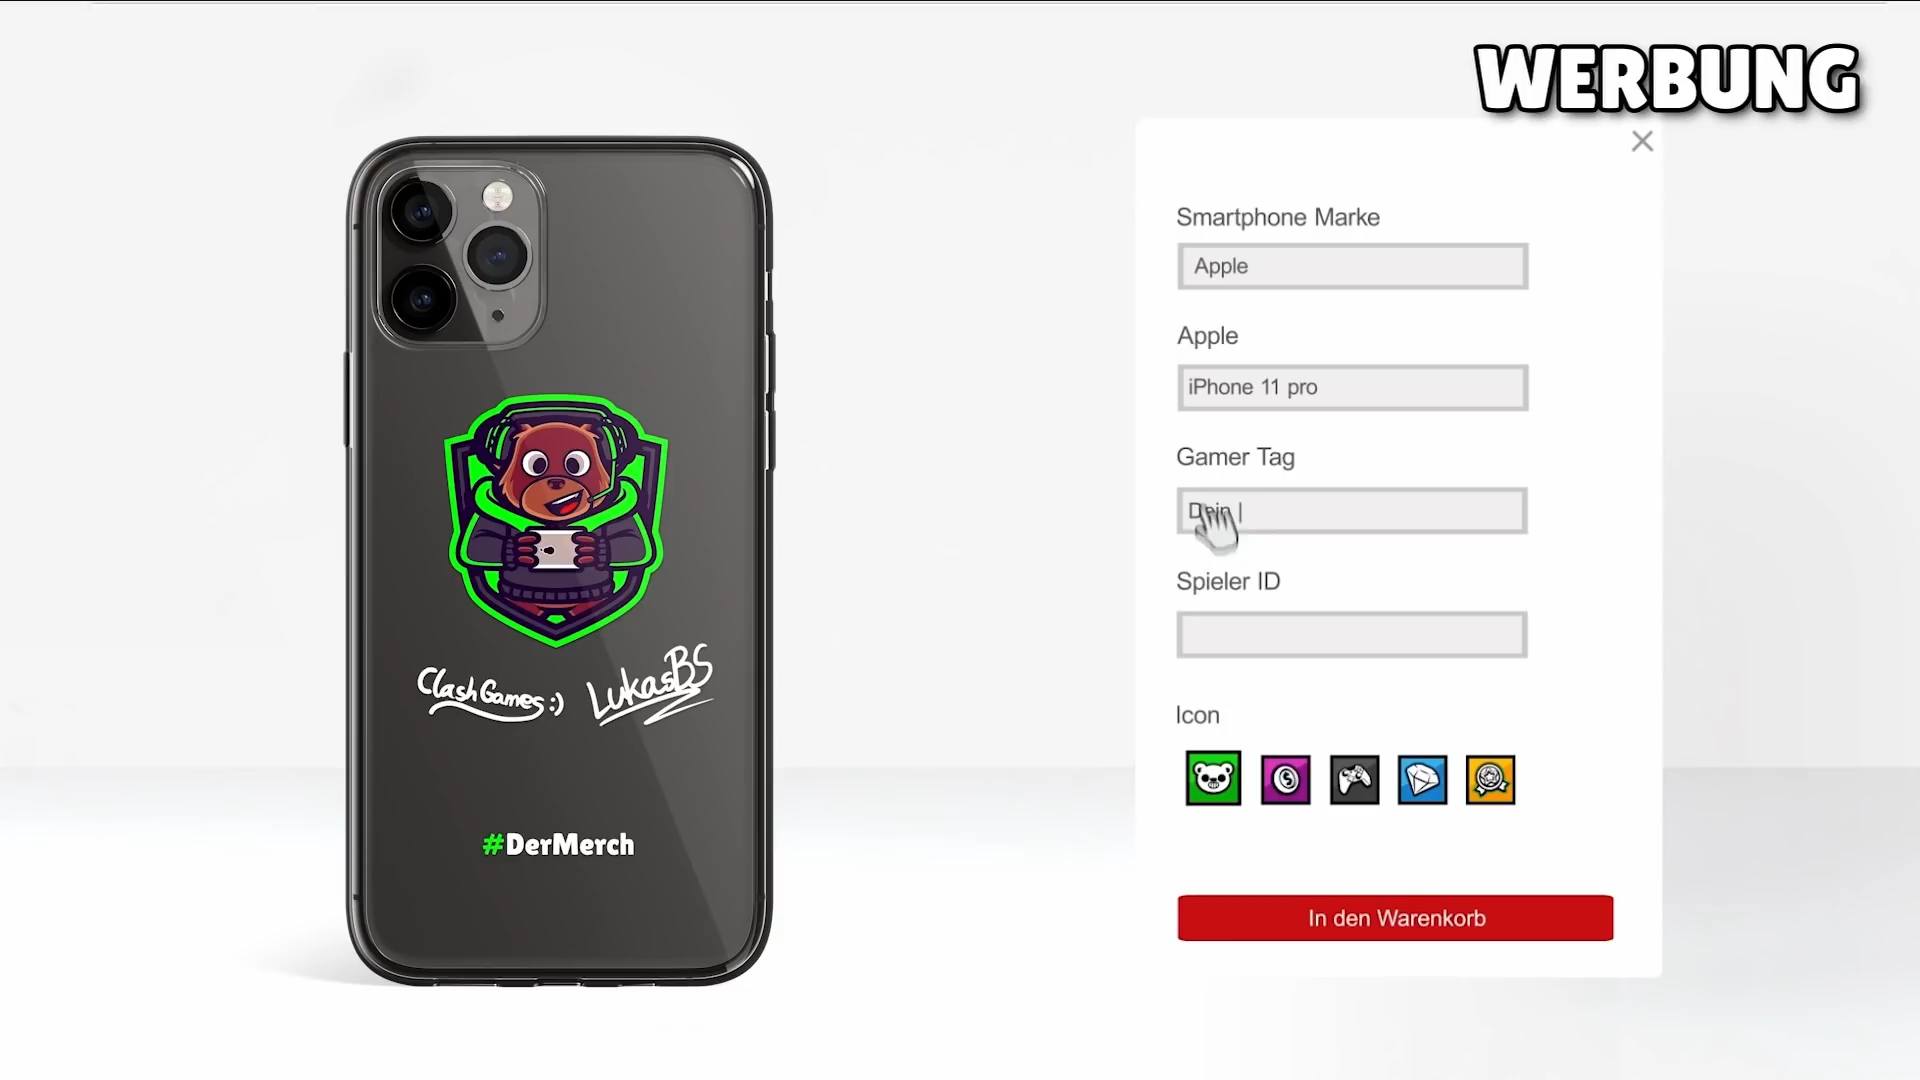 WERBUNG
Smartphone Marke
Apple
Apple
iPhone 11 pro
Gamer Tag
Dein |
Spieler ID
Icon
In den Warenkorb
ClashGames:) LukasBS
#DerMerch